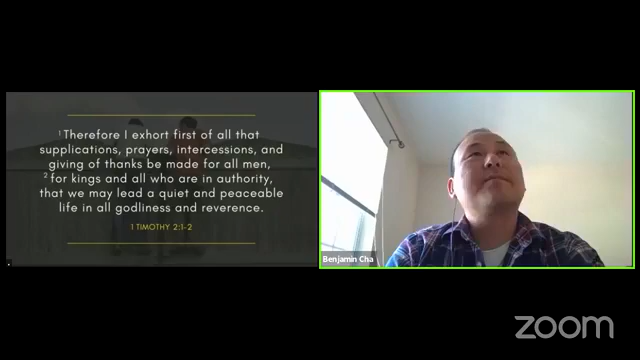 1 Therefore I exhort first of all that
supplications, prayers, intercessions, and
giving of thanks be made for all men,
2 for kings and all who are in authority,
that we may lead a quiet and peaceable
life in all godliness and reverence.
1 TIMOTHY 2:1-2
Benjamin Cha
zoom